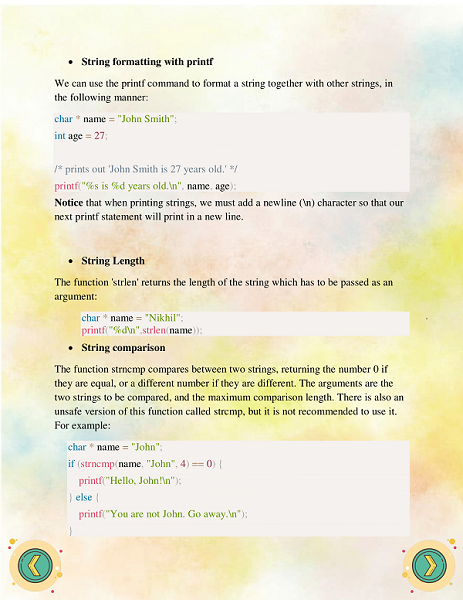 • String formatting with printf
We can use the printf command to format a string together with other strings, in
the following manner:
char * name = "John Smith";
int age = 27;
/* prints out 'John Smith is 27 years old.' */
printf("%s is %d years old.\n", name, age);
Notice that when printing strings, we must add a newline (\n) character so that our
next printf statement will print in a new line.
• String Length
The function 'strlen' returns the length of the string which has to be passed as an
argument:
char * name = "Nikhil";
printf("%d\n",strlen(name));
• String comparison
The function strncmp compares between two strings, returning the number 0 if
they are equal, or a different number if they are different. The arguments are the
two strings to be compared, and the maximum comparison length. There is also an
unsafe version of this function called strcmp, but it is not recommended to use it.
For example:
char * name = "John";
if (strncmp(name, "John", 4) == 0) {
printf("Hello, John!\n");
} else {
printf("You are not John. Go away.\n");
}